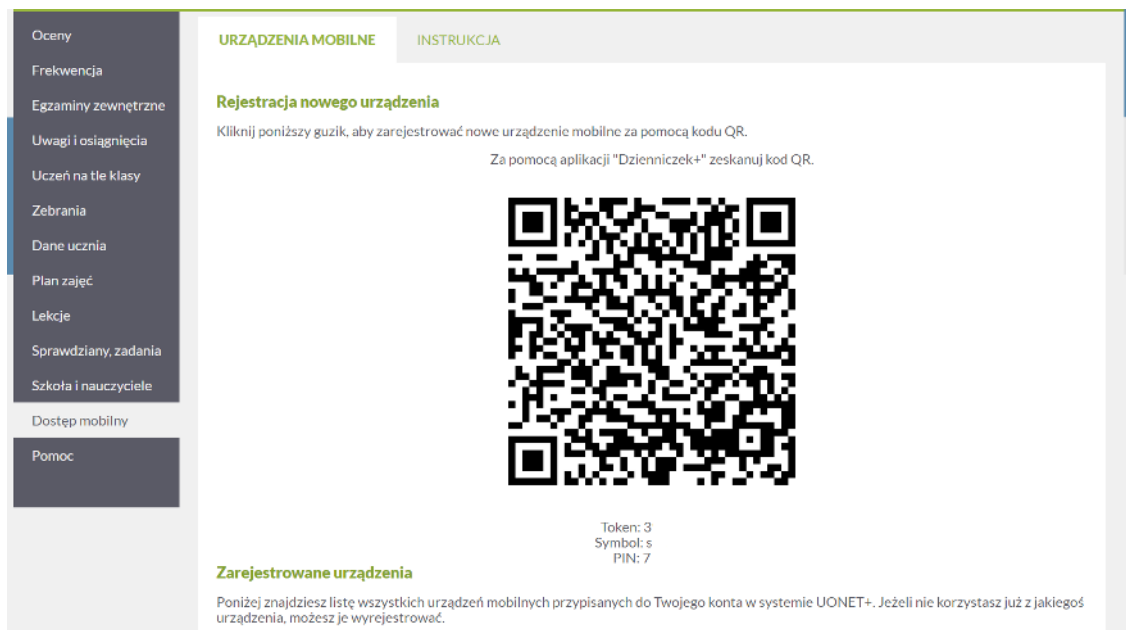 Oceny
Frekwencja
Egzaminy zewnętrzne
Uwagi i osiągnięcia
Uczeń na tle klasy
Zebrania
Dane ucznia
Plan zajęć
Lekcje
Sprawdziany, zadania
Szkoła i nauczyciele
Dostęp mobilny
Pomoc
URZĄDZENIA MOBILNE INSTRUKCJA
Rejestracja nowego urządzenia
Kliknij poniższy guzik, aby zarejestrować nowe urządzenie mobilne za pomocą kodu QR.
Za pomocą aplikacji "Dzienniczek+" zeskanuj kod QR.
Token: 3
Symbol: s
PIN: 7
Zarejestrowane urządzenia
Poniżej znajdziesz listę wszystkich urządzeń mobilnych przypisanych do Twojego konta w systemie UONET+. Jeżeli nie korzystasz już z jakiegoś
urządzenia, możesz je wyrejestrować.